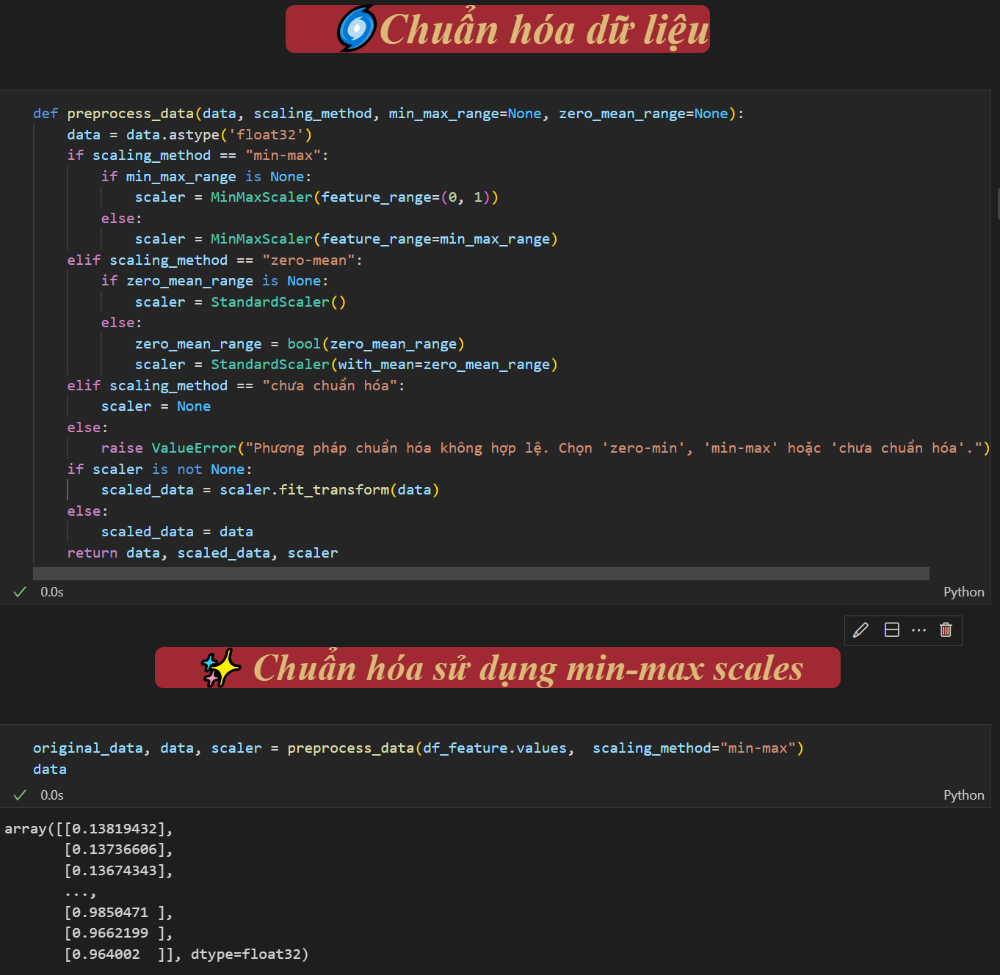 🌀Chuẩn hóa dữ liệu
def preprocess_data(data, scaling_method, min_max_range=None, zero_mean_range=None):
    data = data.astype('float32')
    if scaling_method == "min-max":
        if min_max_range is None:
            scaler = MinMaxScaler(feature_range=(0, 1))
        else:
            scaler = MinMaxScaler(feature_range=min_max_range)
    elif scaling_method == "zero-mean":
        if zero_mean_range is None:
            scaler = StandardScaler()
        else:
            zero_mean_range = bool(zero_mean_range)
            scaler = StandardScaler(with_mean=zero_mean_range)
    elif scaling_method == "chưa chuẩn hóa":
        scaler = None
    else:
        raise ValueError("Phương pháp chuẩn hóa không hợp lệ. Chọn 'zero-min', 'min-max' hoặc 'chưa chuẩn hóa'.")
    if scaler is not None:
        scaled_data = scaler.fit_transform(data)
    else:
        scaled_data = data
    return data, scaled_data, scaler
0.0s Python
✨ Chuẩn hóa sử dụng min-max scales
original_data, data, scaler = preprocess_data(df_feature.values,  scaling_method="min-max")
data
0.0s Python
array([[0.13819432],
       [0.13736606],
       [0.13674343],
       ...,
       [0.9850471 ],
       [0.9662199 ],
       [0.964002  ]], dtype=float32)